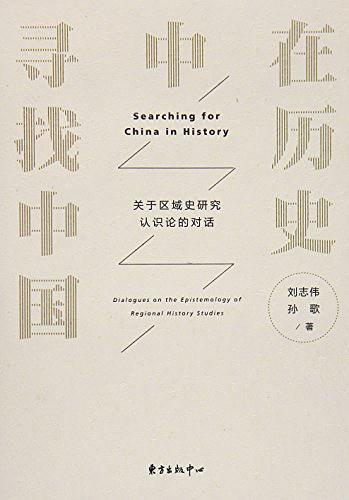 在历史
中
寻找中国
Searching for
China in History
关于区域史研究
认识论的对话
Dialogues on the Epistemology of
Regional History Studies
刘志伟
孙 歌
/著
东方出版中心